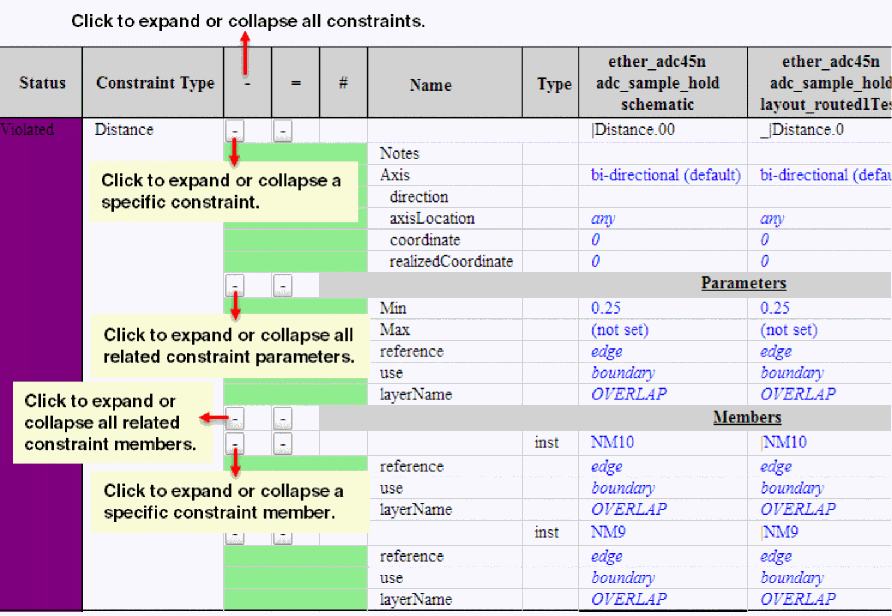 Click to expand or collapse all constraints.
Status Constraint Type - = # Name Type ether_adc45n adc_sample_hold schematic ether_adc45n adc_sample_hold layout_routed1Tes
Violated Distance - - |Distance.00 _|Distance.0
Notes
Axis bi-directional (default) bi-directional (defau
direction
axisLocation any any
coordinate 0 0
realizedCoordinate 0 0
Click to expand or collapse a
specific constraint.
- - Parameters
Min 0.25 0.25
Max (not set) (not set)
reference edge edge
use boundary boundary
layerName OVERLAP OVERLAP
Click to expand or collapse all
related constraint parameters.
- - Members
Click to expand or
collapse all related
constraint members.
- - inst NM10 |NM10
reference edge edge
use boundary boundary
layerName OVERLAP OVERLAP
Click to expand or collapse a
specific constraint member.
- - inst NM9 |NM9
reference edge edge
use boundary boundary
layerName OVERLAP OVERLAP